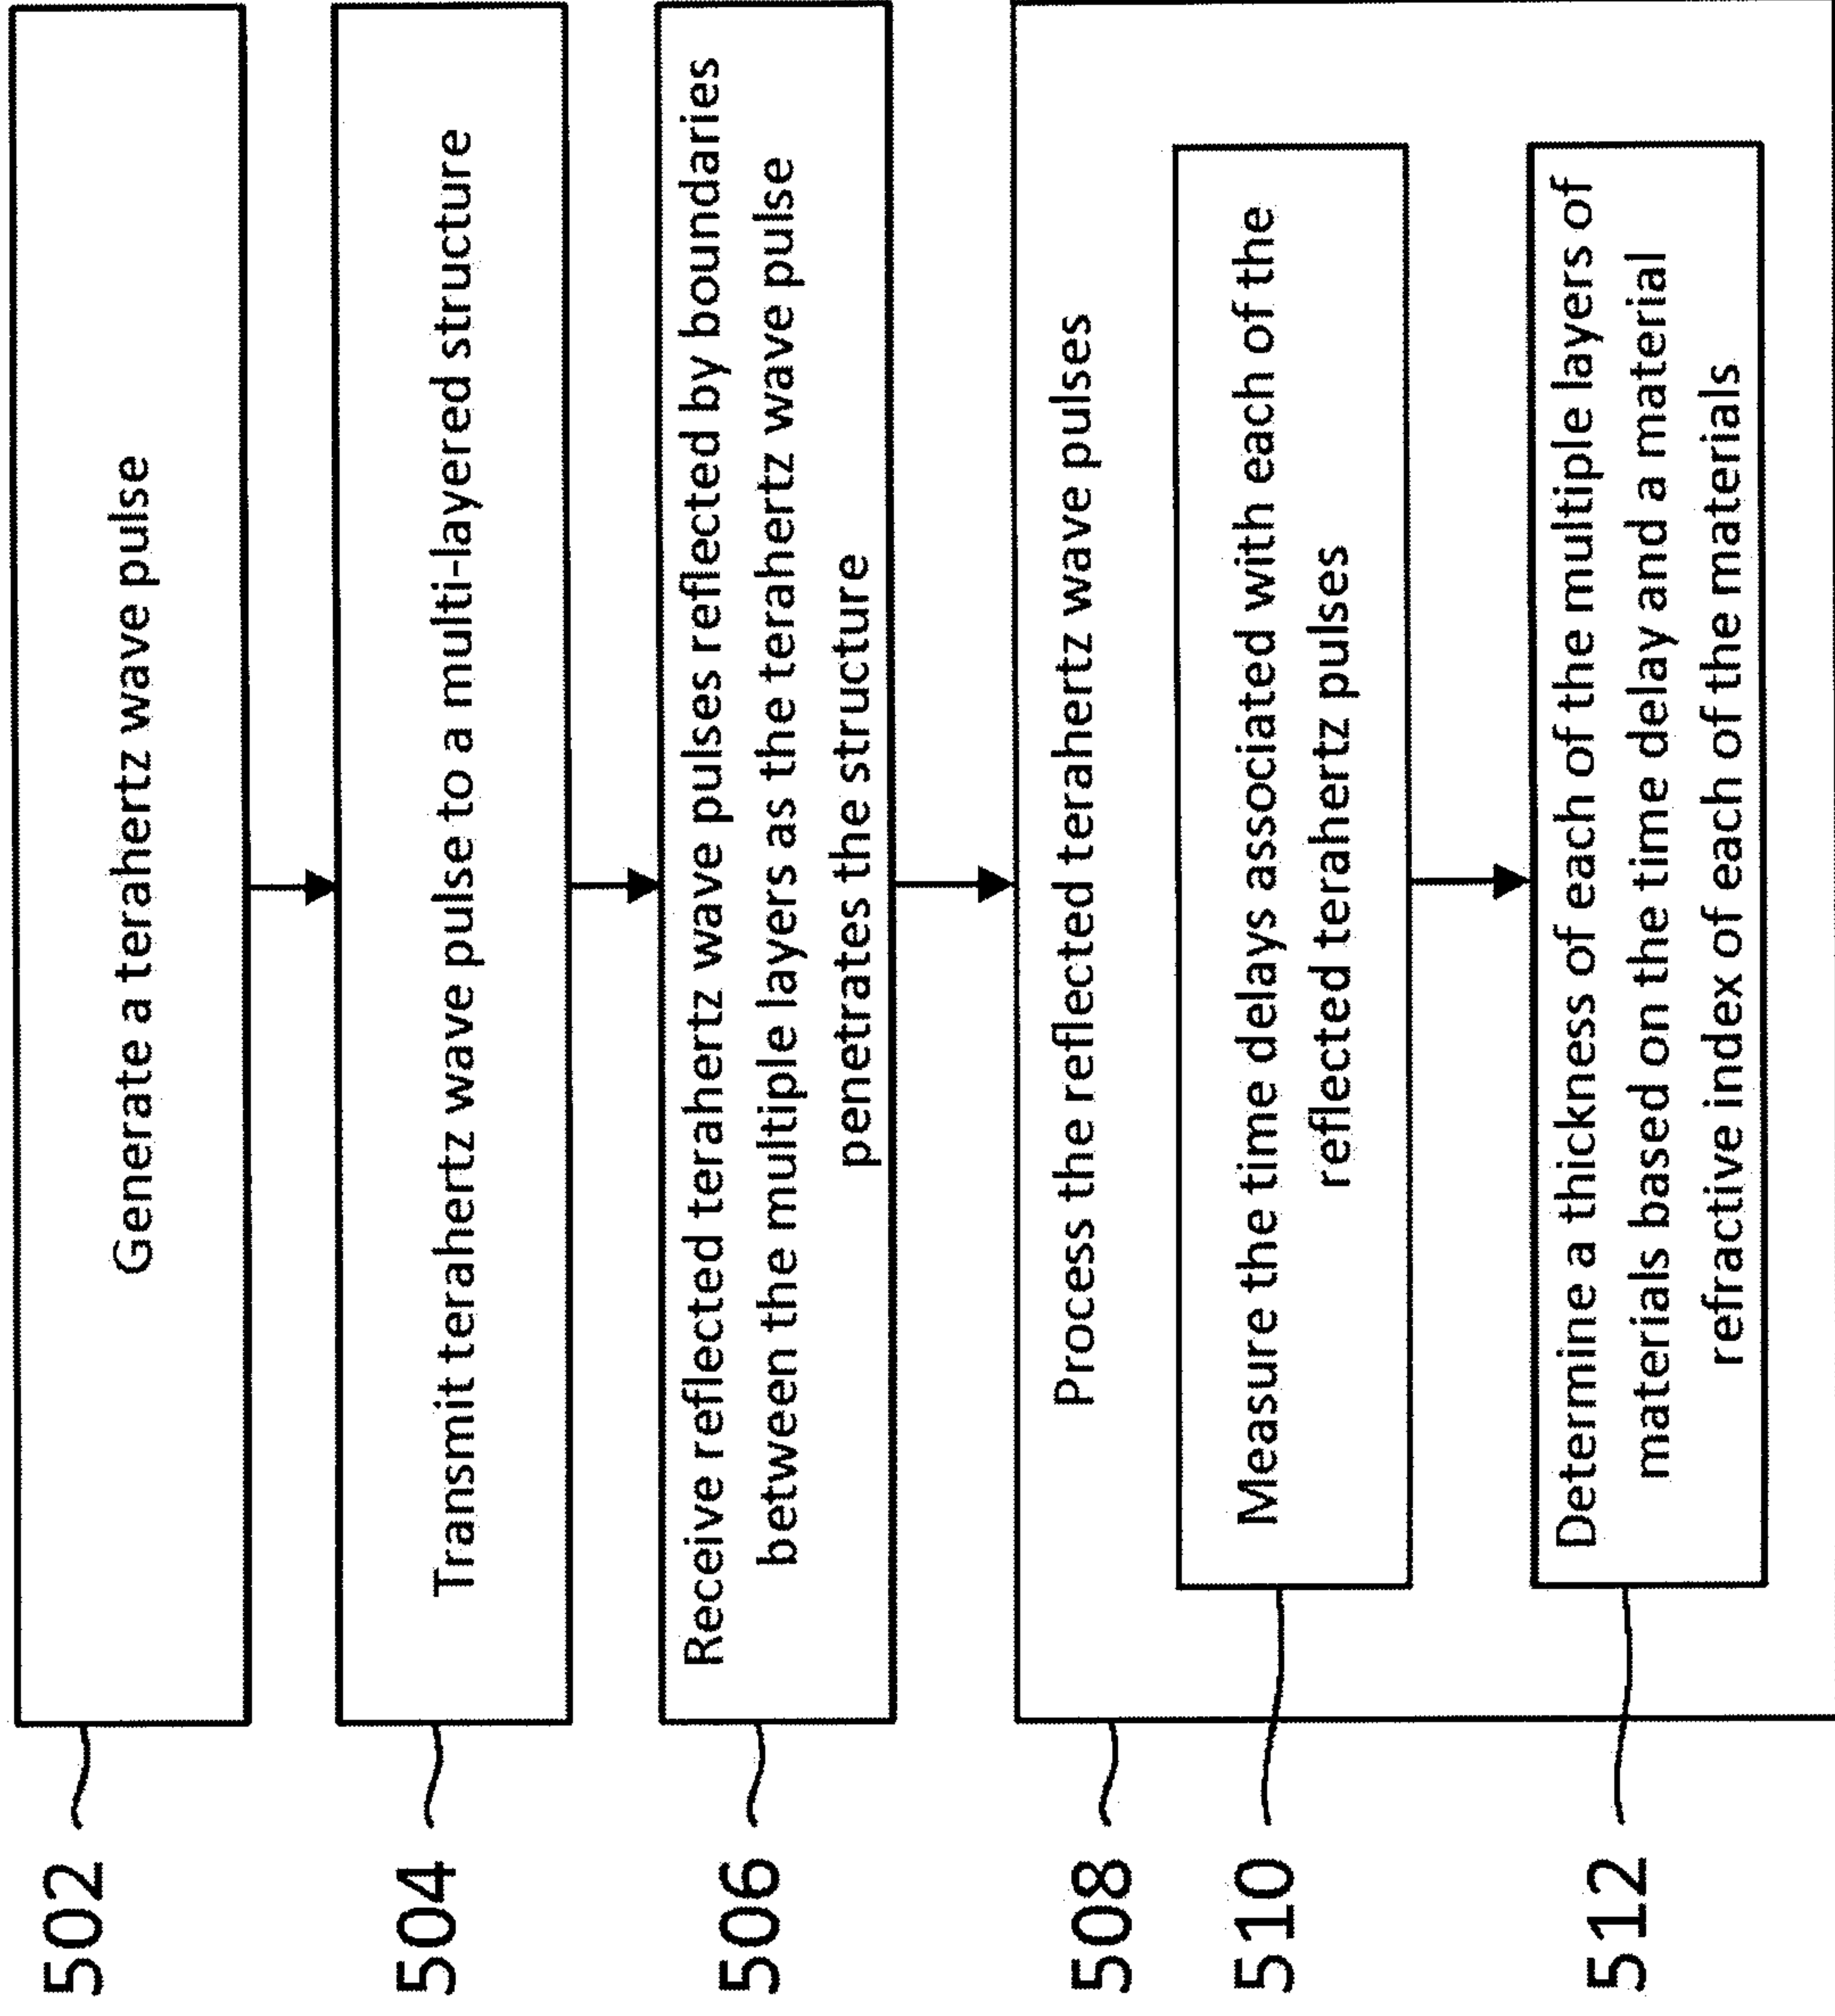 502
Generate a terahertz wave pulse
504
Transmit terahertz wave pulse to a multi-layered structure
506
Receive reflected terahertz wave pulses reflected by boundaries
between the multiple layers as the terahertz wave pulse
penetrates the structure
508
Process the reflected terahertz wave pulses
510
Measure the time delays associated with each of the
reflected terahertz pulses
512
Determine a thickness of each of the multiple layers of
materials based on the time delay and a material
refractive index of each of the materials